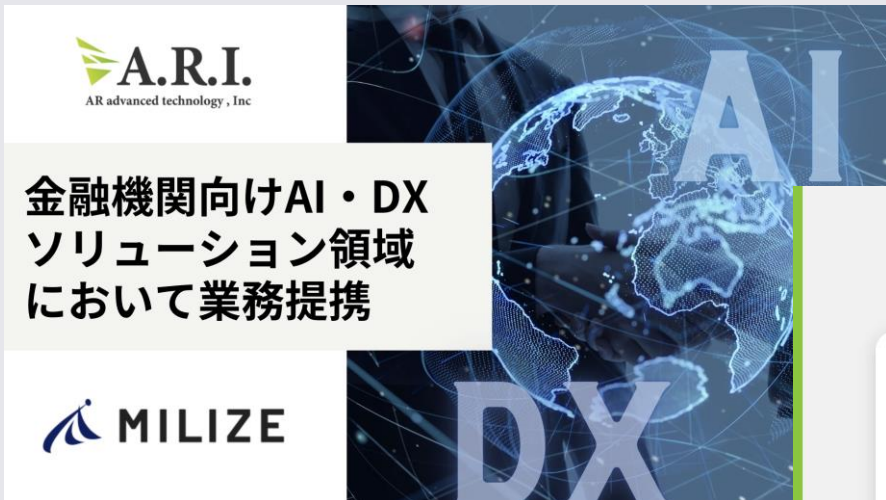 A.R.I.
AR advanced technology , Inc
金融機関向けAI・DX
ソリューション領域
において業務提携
MILIZE
AI
DX